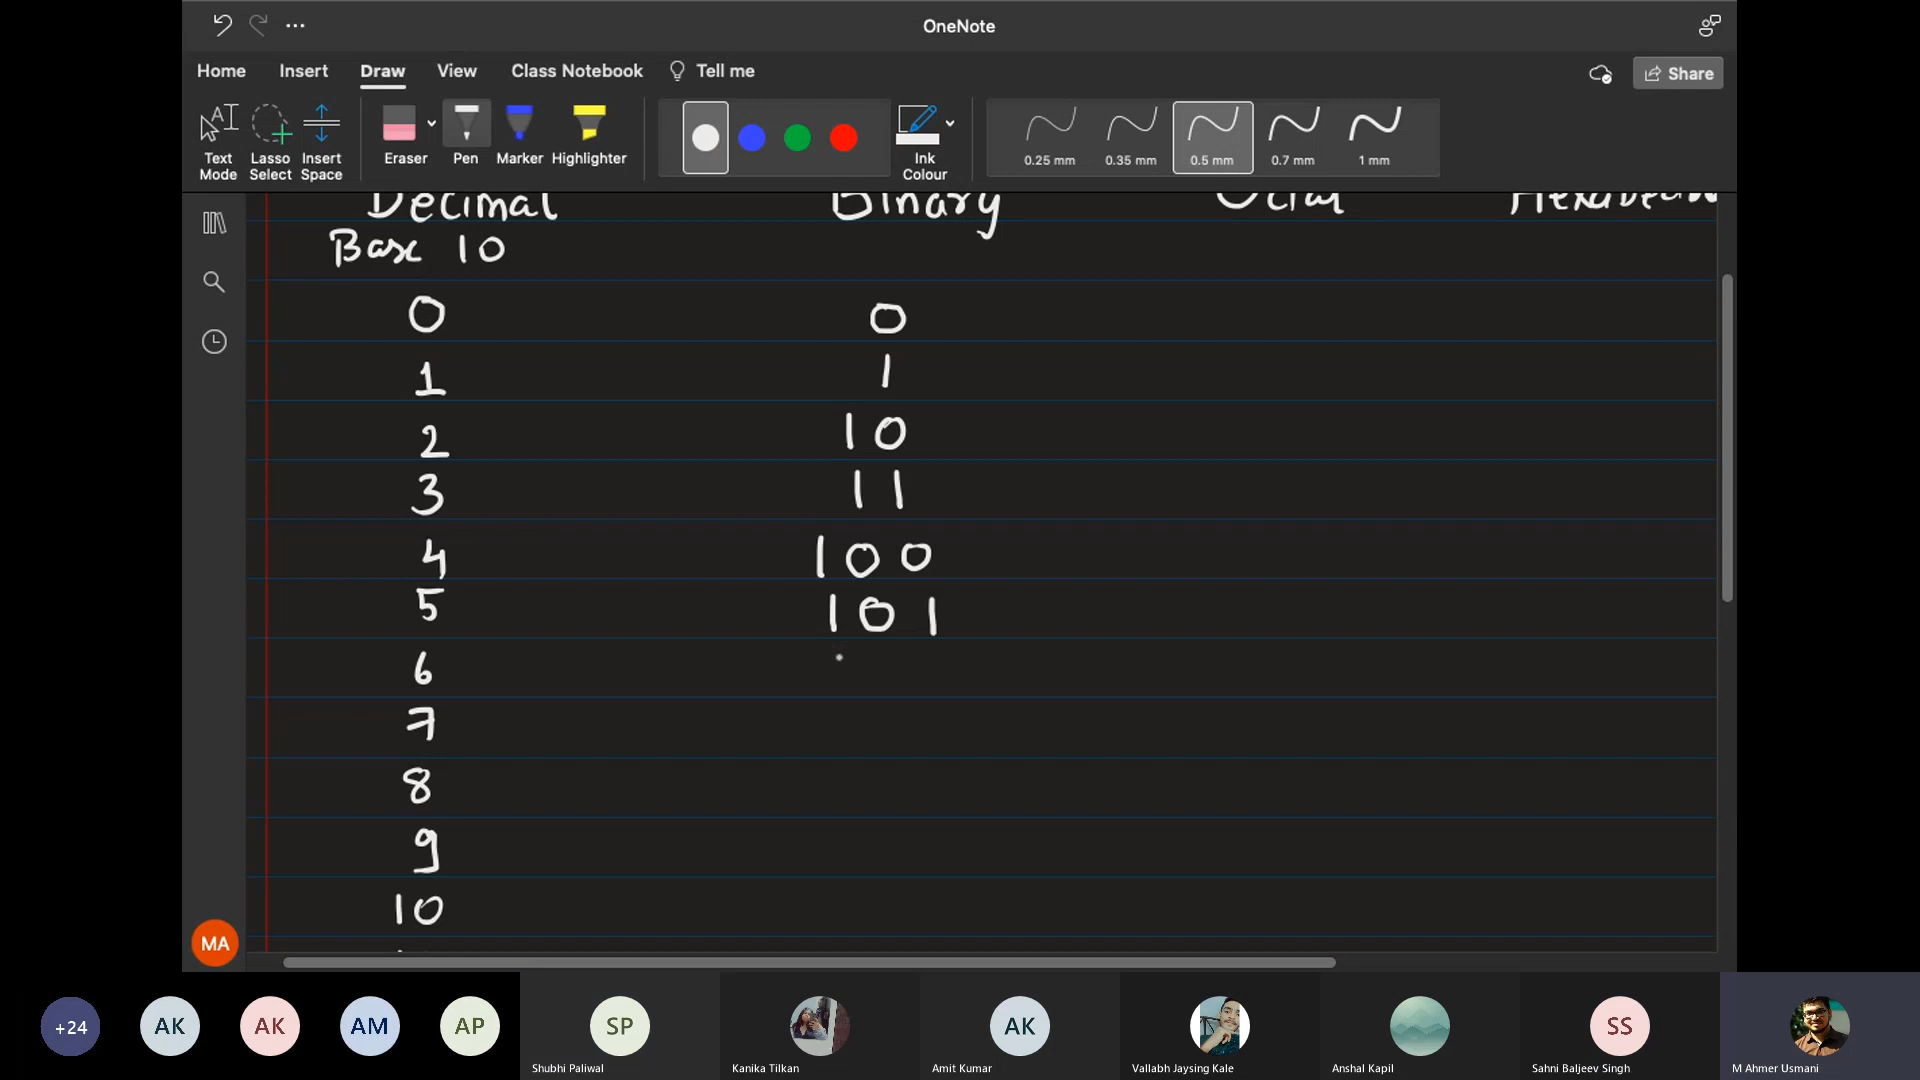 OneNote
Home Insert Draw View Class Notebook Tell me
Share
Text Mode
Lasso Select
Insert Space
Eraser
Pen
Marker
Highlighter
Ink Colour
0.25 mm
0.35 mm
0.5 mm
0.7 mm
1 mm
Decimal Binary Octal
Base 10
0 0
1 1
2 10
3 11
4 100
5 101
6
7
8
9
10
MA
+24 AK AK AM AP SP AK SS
Shubhi Paliwal Kanika Tilkan Amit Kumar Vallabh Jaysing Kale Anshal Kapil Sahni Baljeev Singh M Ahmer Usmani